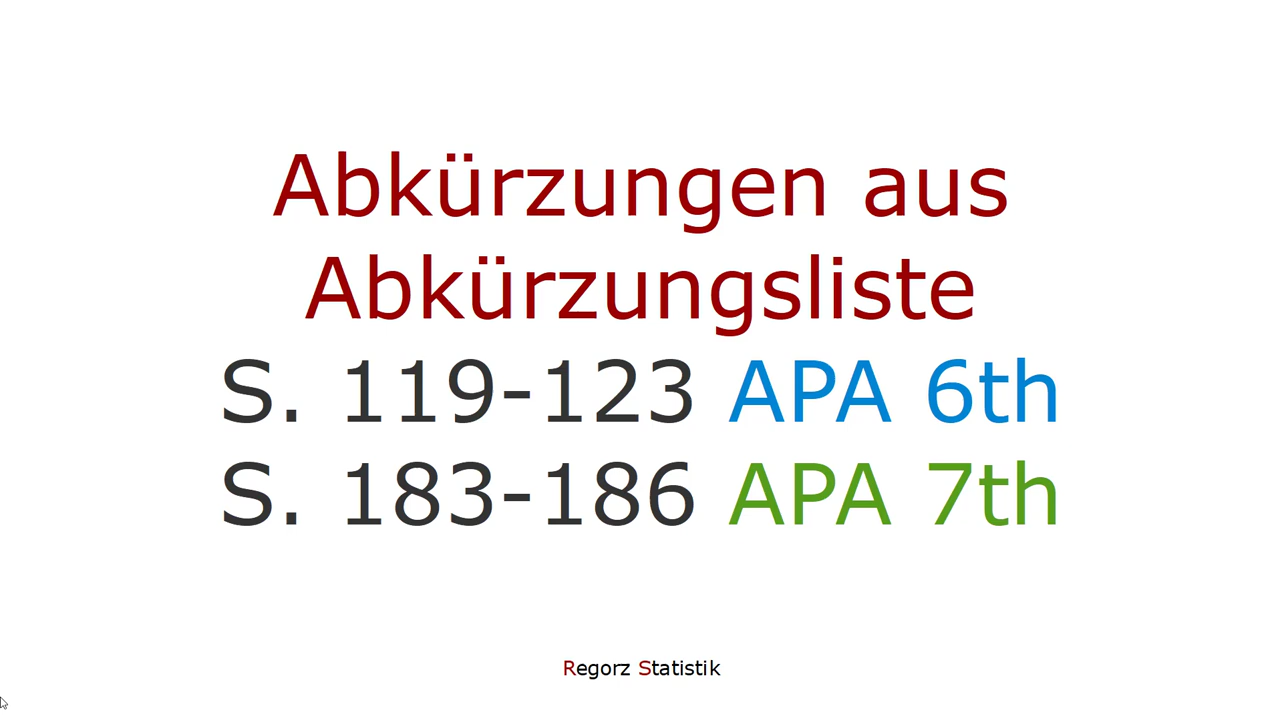 Abkürzungen aus
Abkürzungsliste
S. 119-123 APA 6th
S. 183-186 APA 7th
Regorz Statistik